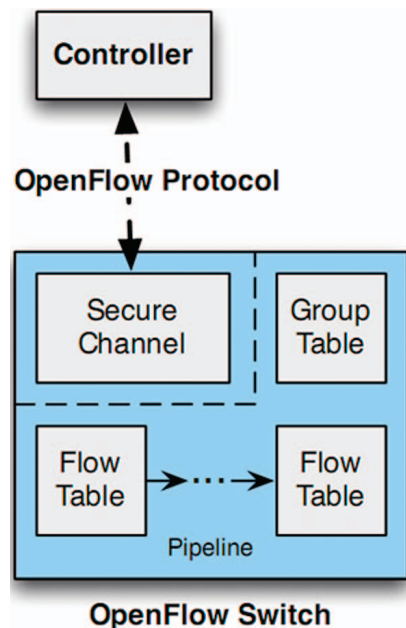 Controller
OpenFlow Protocol
Secure
Channel
Group
Table
Flow
Table
...
Flow
Table
Pipeline
OpenFlow Switch